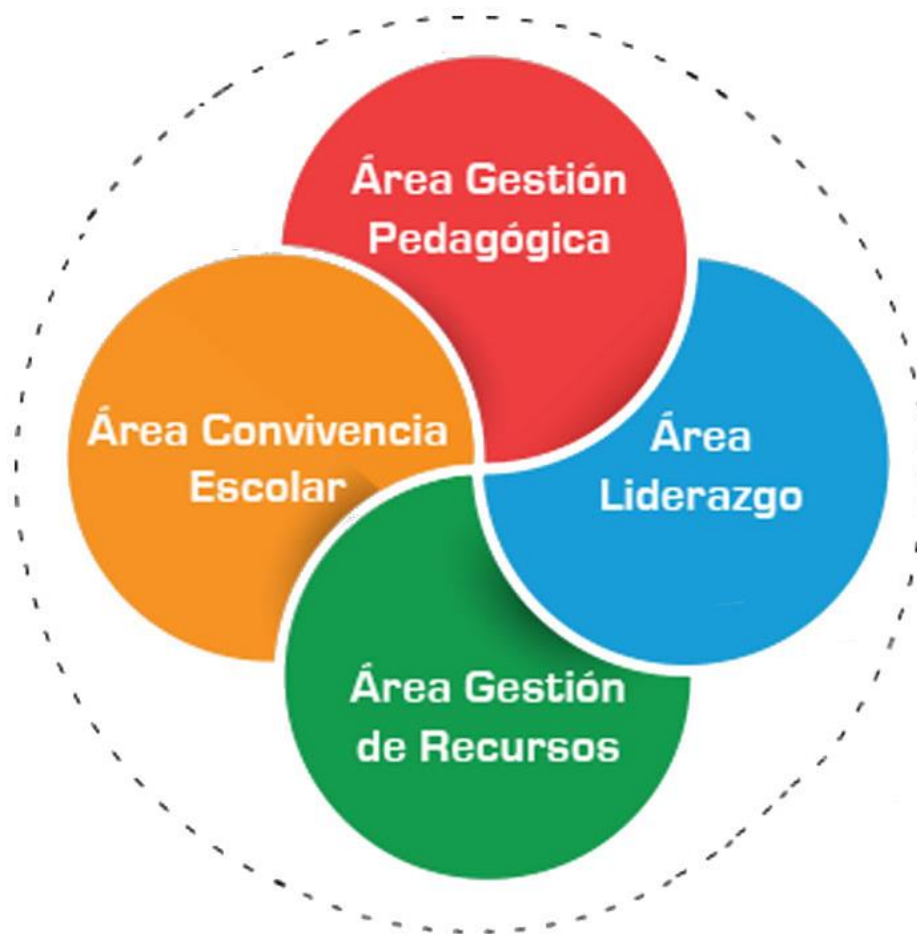 Área Gestión
Pedagógica
Área Convivencia
Escolar
Área
Liderazgo
Área Gestión
de Recursos